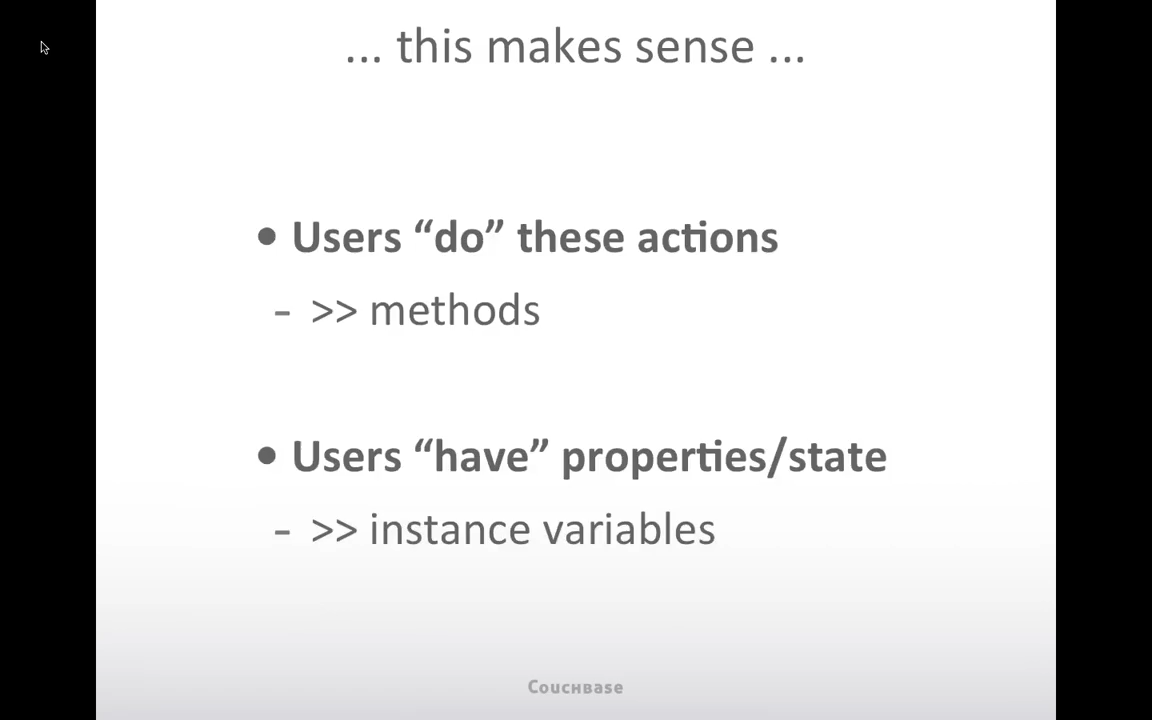 ... this makes sense ...
• Users “do” these actions
- >> methods
• Users “have” properties/state
- >> instance variables
Couchbase